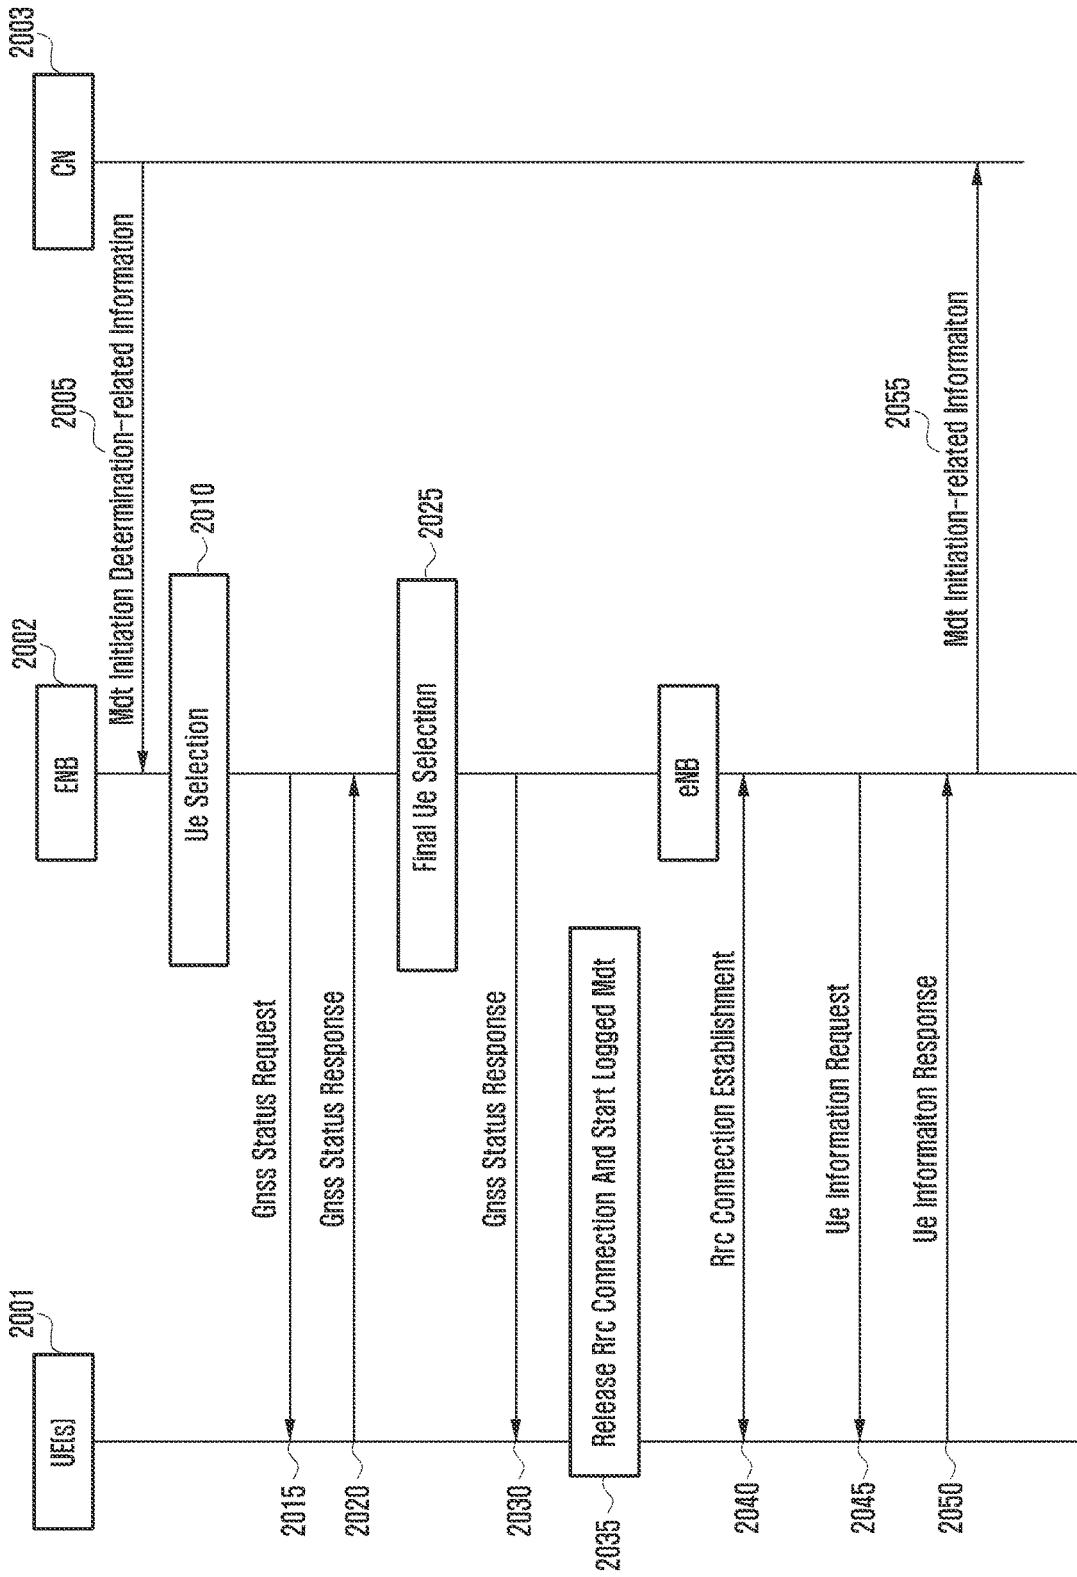 UE(s)
2001
ENB
2002
CN
2003
Mdt Initiation Determination-related Information
2005
Ue Selection
2010
Gnss Status Request
2015
Gnss Status Response
2020
Final Ue Selection
2025
Gnss Status Response
2030
Release Rrc Connection And Start Logged Mdt
2035
eNB
Rrc Connection Establishment
2040
Ue Information Request
2045
Ue Informaiton Response
2050
Mdt Initiation-related Informaiton
2055